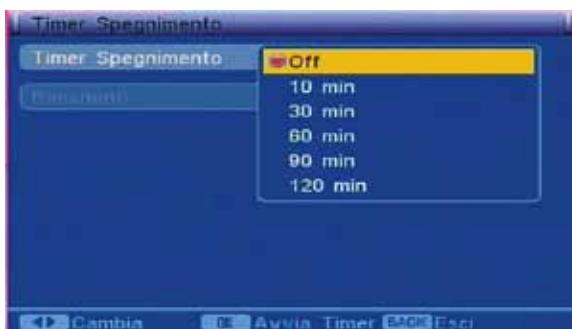 Timer Spegnimento
Timer Spegnimento
Off
10 min
30 min
60 min
90 min
120 min
Cambia OK Avvia Timer BACK Esci